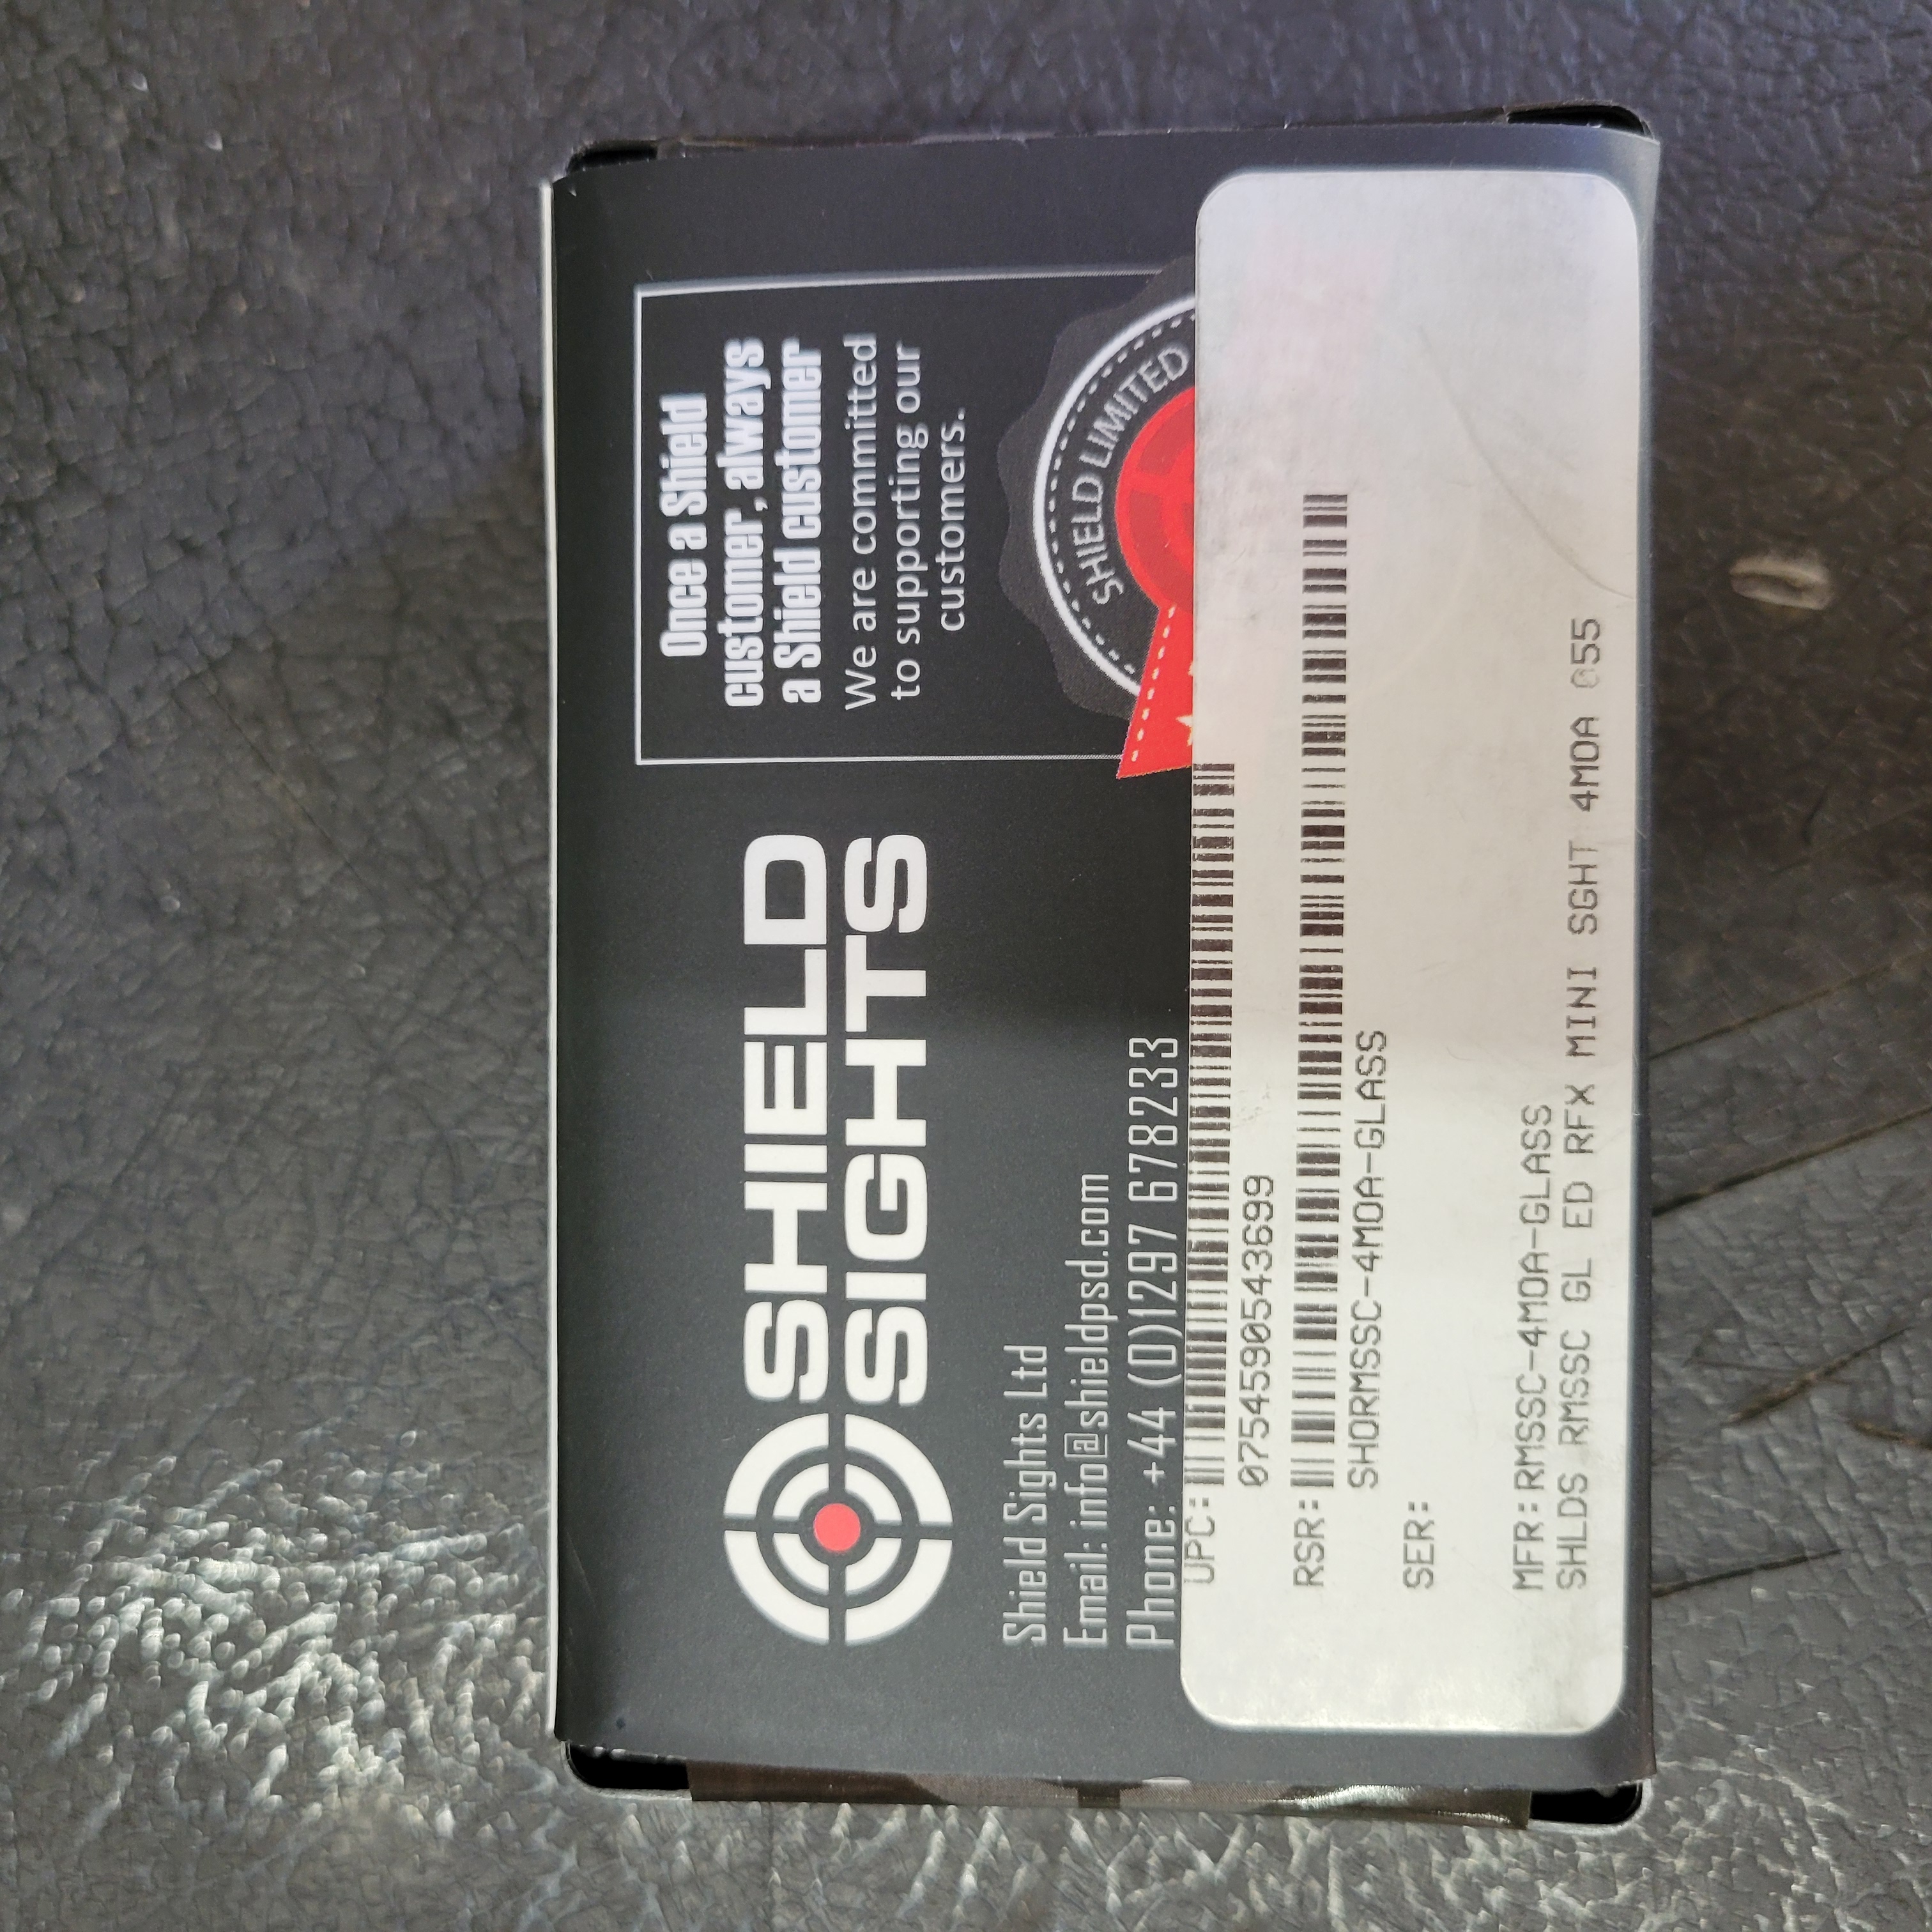 SHIELD
SIGHTS
Shield Sights Ltd
Email: info@shieldpsd.com
Phone: +44 (0)1297 678233
Once a Shield
customer, always
a Shield customer
We are committed
to supporting our
customers.
SHIELD LIMITED
UPC:
0754590543699
RSR:
SHORMSSC-4MOA-GLASS
SER:
MFR:RMSSC-4MOA-GLASS
SHLDS RMSSC GL ED RFX MINI SGHT 4MOA 055